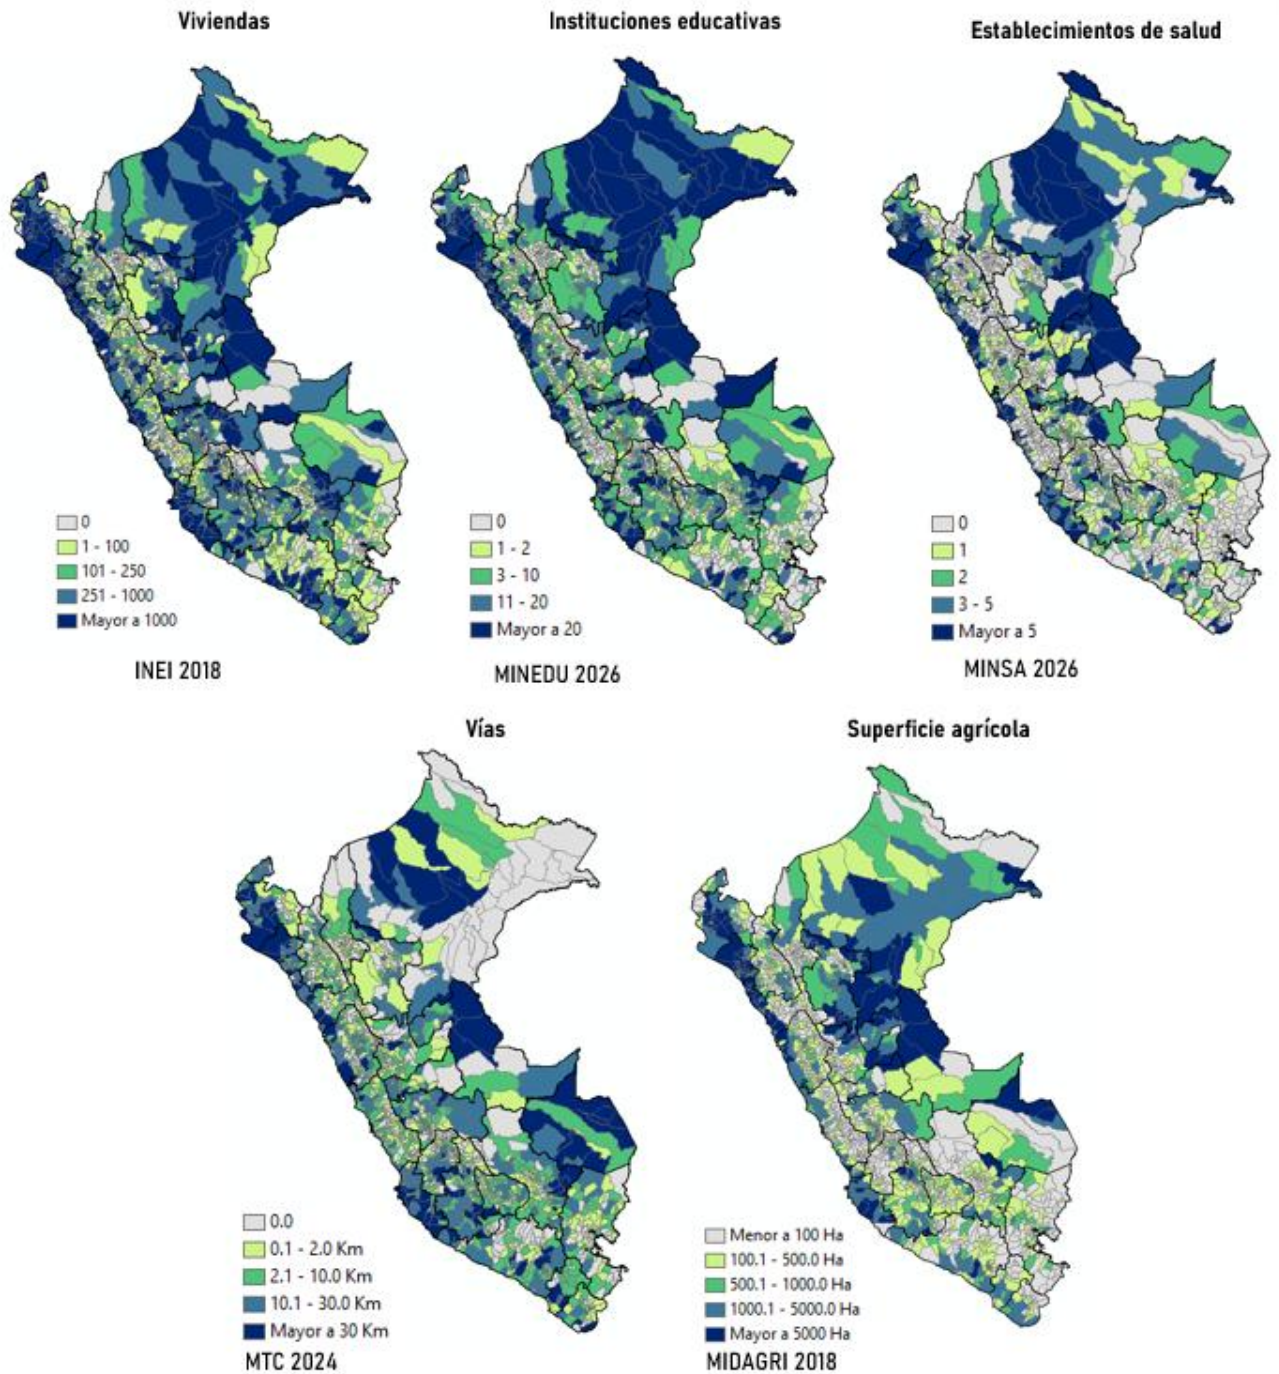 Viviendas
Instituciones educativas
Establecimientos de salud
0
1 - 100
101 - 250
251 - 1000
Mayor a 1000
INEI 2018
0
1 - 2
3 - 10
11 - 20
Mayor a 20
MINEDU 2026
0
1
2
3 - 5
Mayor a 5
MINSA 2026
Vías
Superficie agrícola
0.0
0.1 - 2.0 Km
2.1 - 10.0 Km
10.1 - 30.0 Km
Mayor a 30 Km
MTC 2024
Menor a 100 Ha
100.1 - 500.0 Ha
500.1 - 1000.0 Ha
1000.1 - 5000.0 Ha
Mayor a 5000 Ha
MIDAGRI 2018